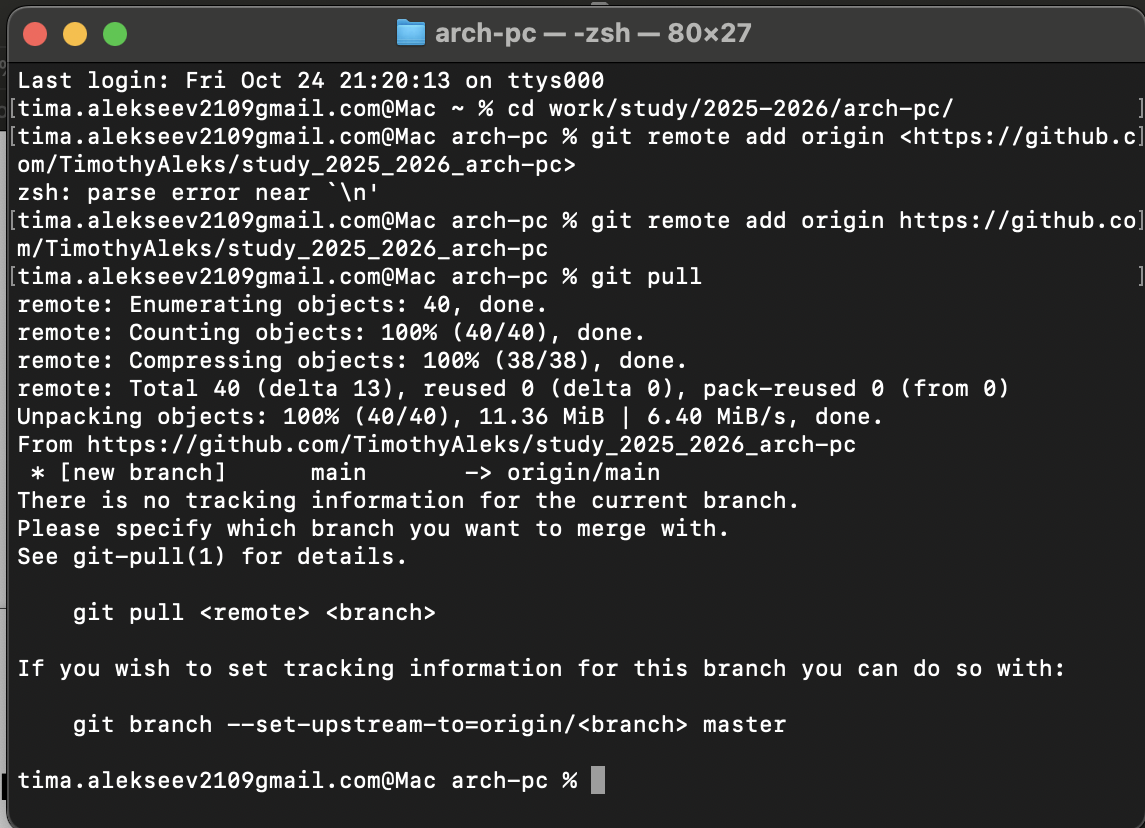 arch-pc — -zsh — 80×27
Last login: Fri Oct 24 21:20:13 on ttys000
[tima.alekseev2109gmail.com@Mac ~ % cd work/study/2025-2026/arch-pc/ ]
[tima.alekseev2109gmail.com@Mac arch-pc % git remote add origin <https://github.c]
om/TimothyAleks/study_2025_2026_arch-pc>
zsh: parse error near `\n'
[tima.alekseev2109gmail.com@Mac arch-pc % git remote add origin https://github.co]
m/TimothyAleks/study_2025_2026_arch-pc
[tima.alekseev2109gmail.com@Mac arch-pc % git pull ]
remote: Enumerating objects: 40, done.
remote: Counting objects: 100% (40/40), done.
remote: Compressing objects: 100% (38/38), done.
remote: Total 40 (delta 13), reused 0 (delta 0), pack-reused 0 (from 0)
Unpacking objects: 100% (40/40), 11.36 MiB | 6.40 MiB/s, done.
From https://github.com/TimothyAleks/study_2025_2026_arch-pc
 * [new branch]      main       -> origin/main
There is no tracking information for the current branch.
Please specify which branch you want to merge with.
See git-pull(1) for details.
    git pull <remote> <branch>
If you wish to set tracking information for this branch you can do so with:
    git branch --set-upstream-to=origin/<branch> master
tima.alekseev2109gmail.com@Mac arch-pc %